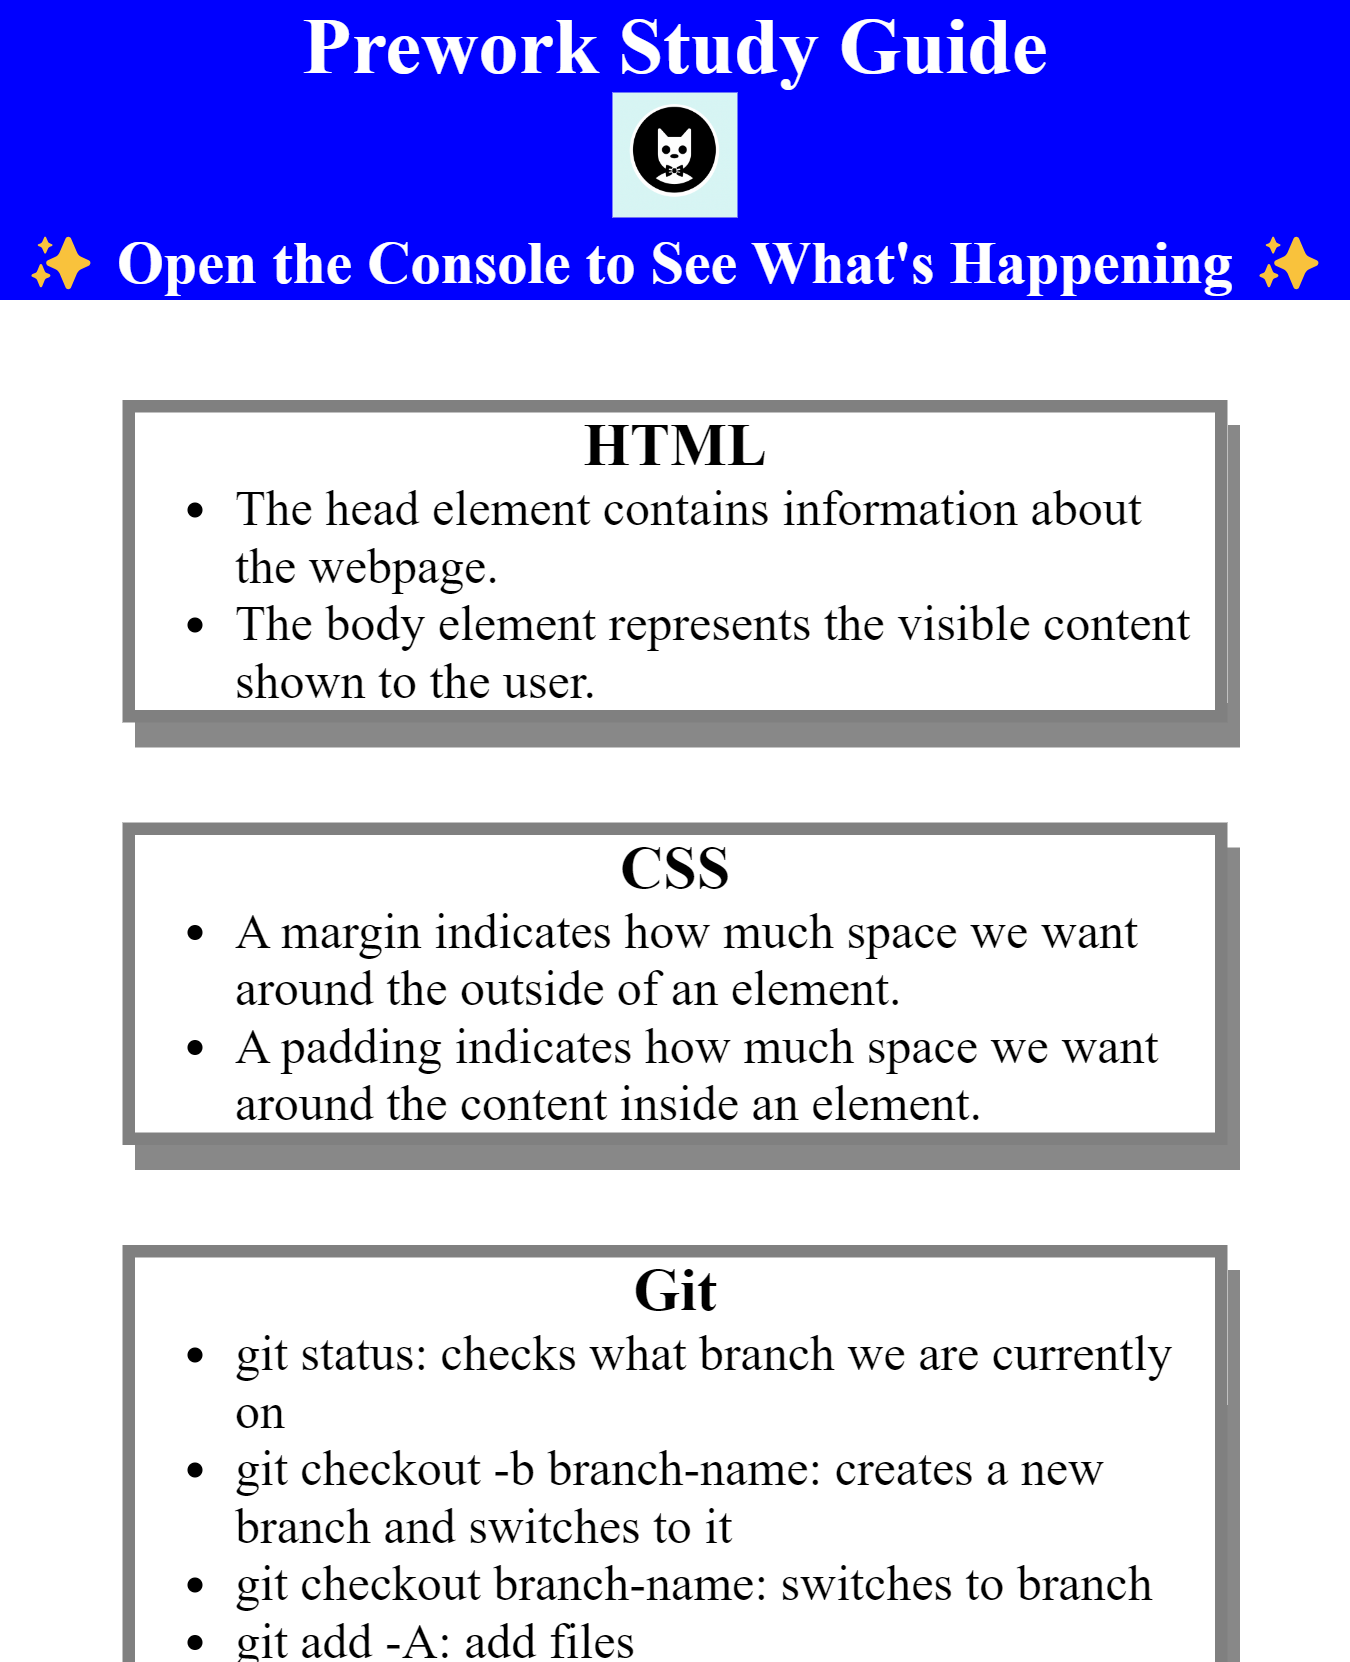 Prework Study Guide
✨ Open the Console to See What's Happening ✨
HTML
• The head element contains information about
the webpage.
• The body element represents the visible content
shown to the user.
CSS
• A margin indicates how much space we want
around the outside of an element.
• A padding indicates how much space we want
around the content inside an element.
Git
• git status: checks what branch we are currently
on
• git checkout -b branch-name: creates a new
branch and switches to it
• git checkout branch-name: switches to branch
• git add -A: add files